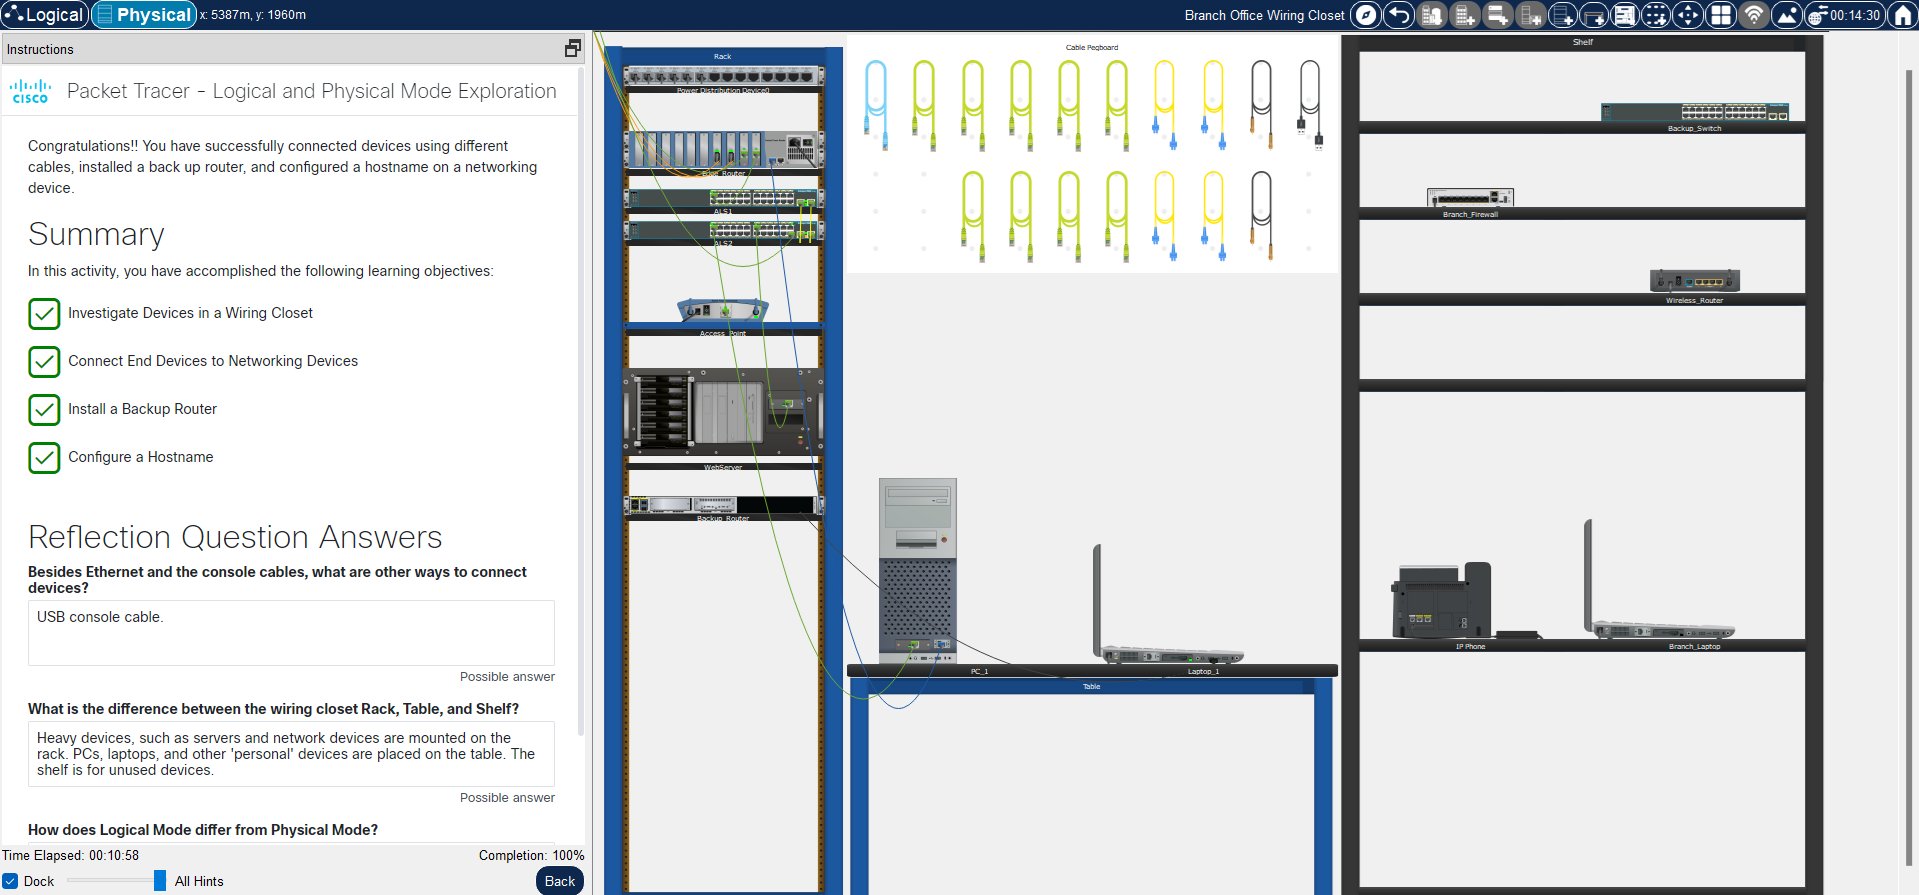 Logical
Physical
x: 5387m, y: 1960m
Branch Office Wiring Closet
00:14:30
Instructions
CISCO
Packet Tracer - Logical and Physical Mode Exploration
Congratulations!! You have successfully connected devices using different
cables, installed a back up router, and configured a hostname on a networking
device.
Summary
In this activity, you have accomplished the following learning objectives:
Investigate Devices in a Wiring Closet
Connect End Devices to Networking Devices
Install a Backup Router
Configure a Hostname
Reflection Question Answers
Besides Ethernet and the console cables, what are other ways to connect
devices?
USB console cable.
Possible answer
What is the difference between the wiring closet Rack, Table, and Shelf?
Heavy devices, such as servers and network devices are mounted on the
rack. PCs, laptops, and other 'personal' devices are placed on the table. The
shelf is for unused devices.
Possible answer
How does Logical Mode differ from Physical Mode?
Time Elapsed: 00:10:58
Completion: 100%
Dock
All Hints
Back
Rack
Power Distribution Device0
Edge_Router
ALS1
ALS2
Access_Point
WebServer
Backup_Router
Cable Pegboard
PC_1
Laptop_1
Table
Shelf
Backup_Switch
Branch_Firewall
Wireless_Router
IP Phone
Branch_Laptop